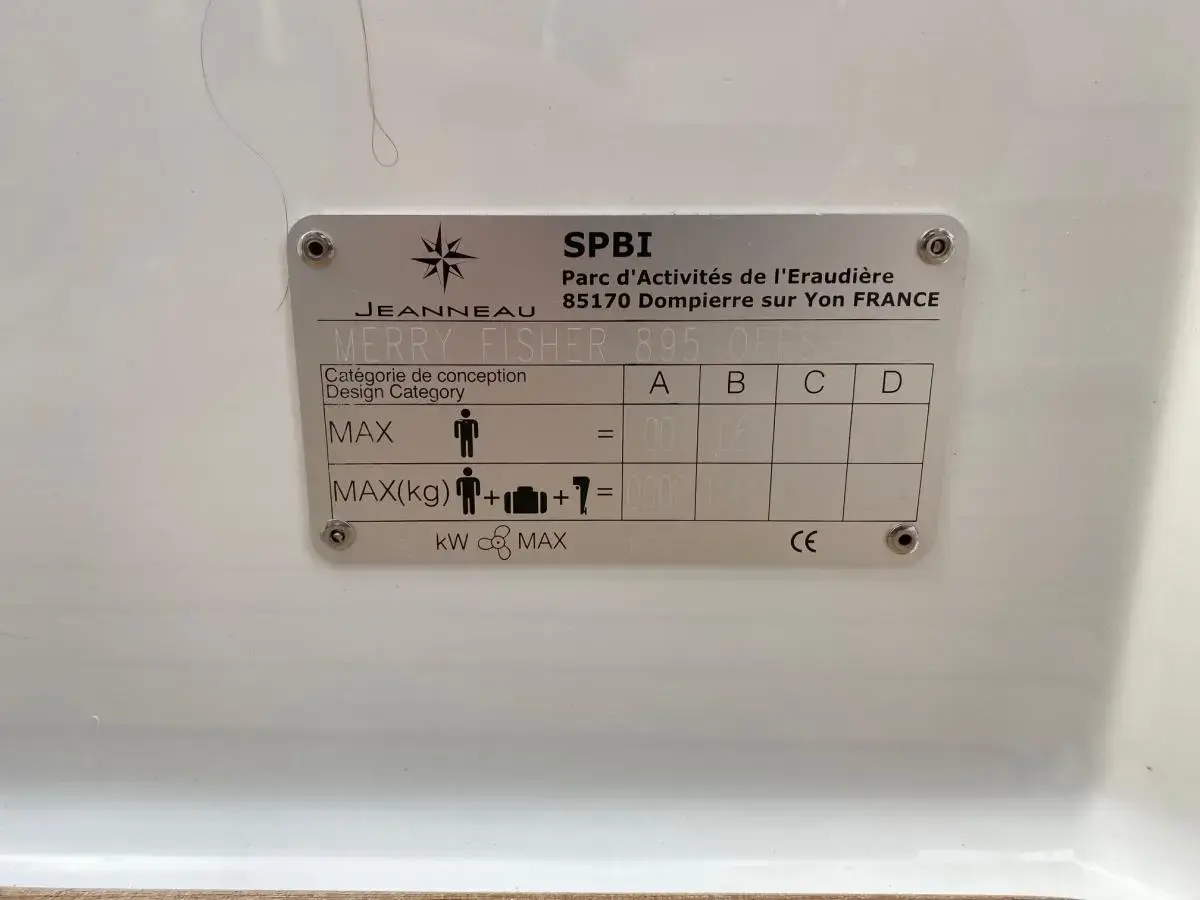 JEANNEAU
SPBI
Parc d'Activités de l'Eraudière
85170 Dompierre sur Yon FRANCE
MERRY FISHER 895
Catégorie de conception
Design Category
A B C D
MAX =
00
MAX(kg) + + =
kW MAX
CE